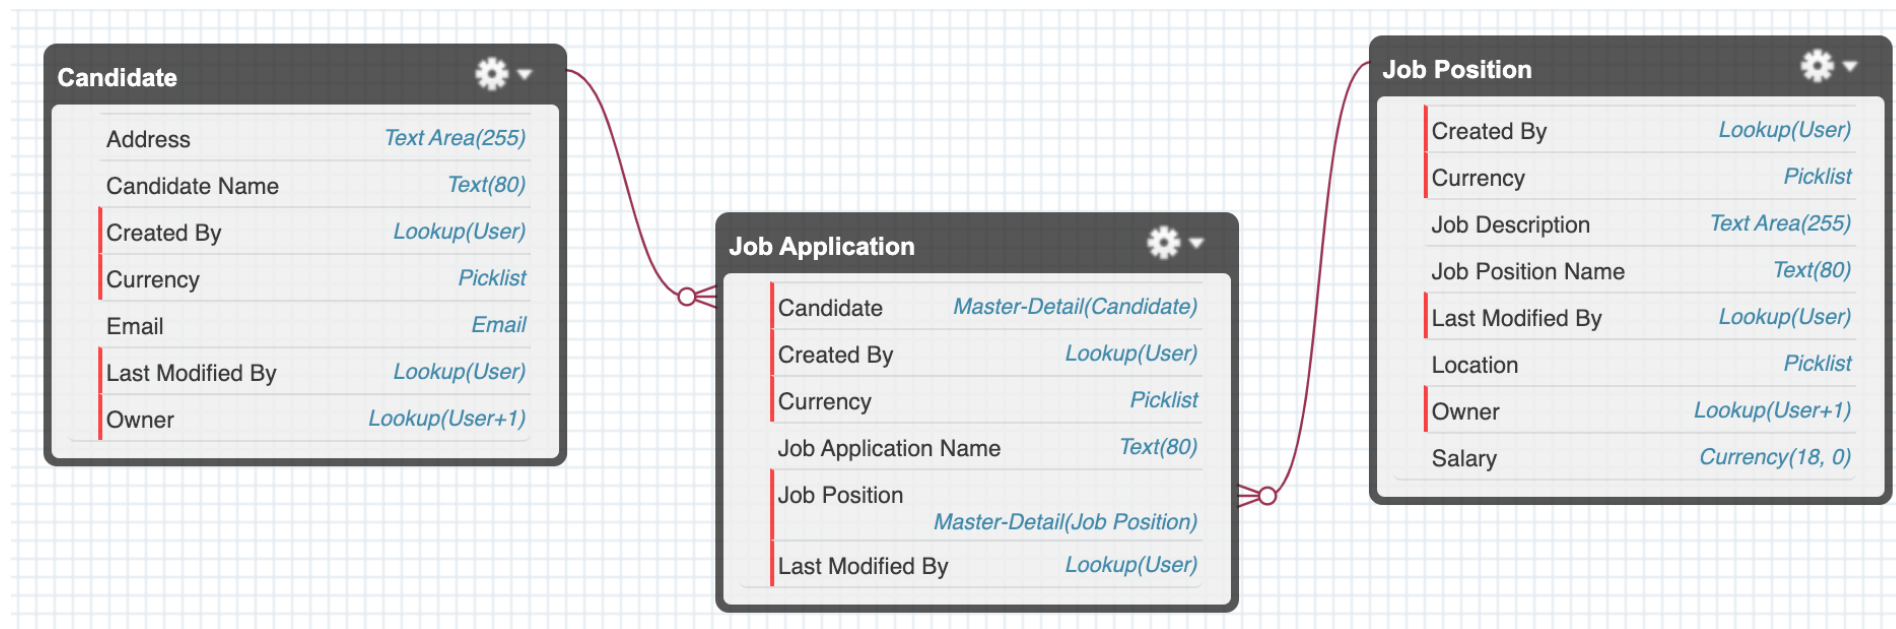 Candidate
Address Text Area(255)
Candidate Name Text(80)
Created By Lookup(User)
Currency Picklist
Email Email
Last Modified By Lookup(User)
Owner Lookup(User+1)
Job Application
Candidate Master-Detail(Candidate)
Created By Lookup(User)
Currency Picklist
Job Application Name Text(80)
Job Position
Master-Detail(Job Position)
Last Modified By Lookup(User)
Job Position
Created By Lookup(User)
Currency Picklist
Job Description Text Area(255)
Job Position Name Text(80)
Last Modified By Lookup(User)
Location Picklist
Owner Lookup(User+1)
Salary Currency(18, 0)